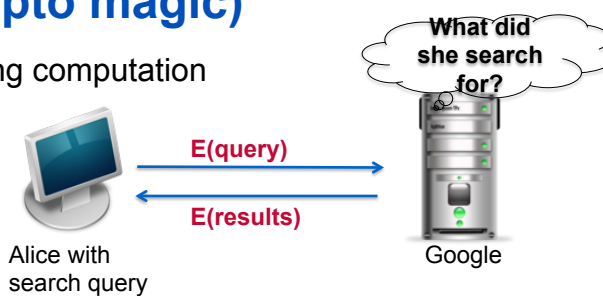 pto magic)
ng computation
What did
she search
for?
E(query)
E(results)
Alice with
search query
Google